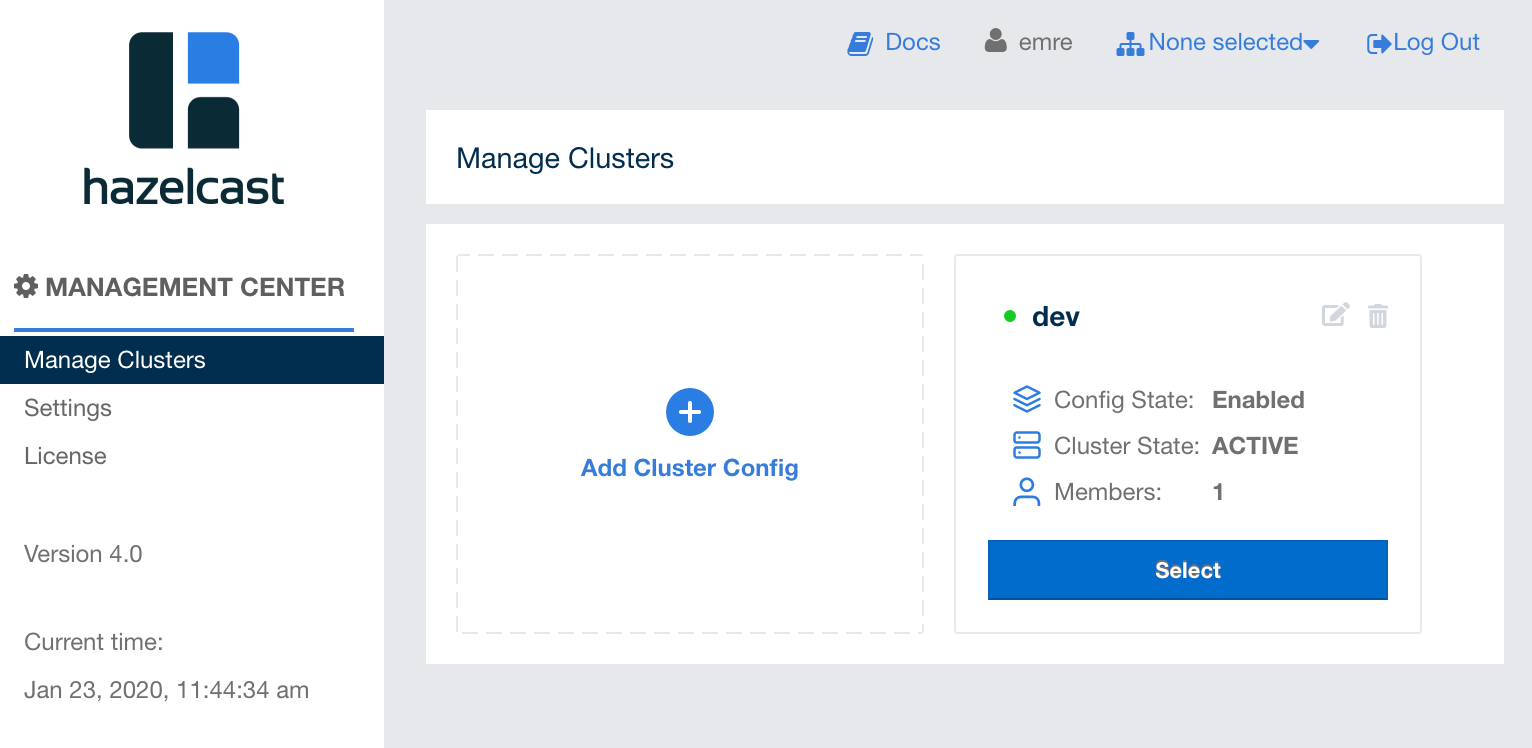 hazelcast
MANAGEMENT CENTER
Manage Clusters
Settings
License
Version 4.0
Current time:
Jan 23, 2020, 11:44:34 am
Docs emre None selected Log Out
Manage Clusters
Add Cluster Config
dev
Config State: Enabled
Cluster State: ACTIVE
Members: 1
Select